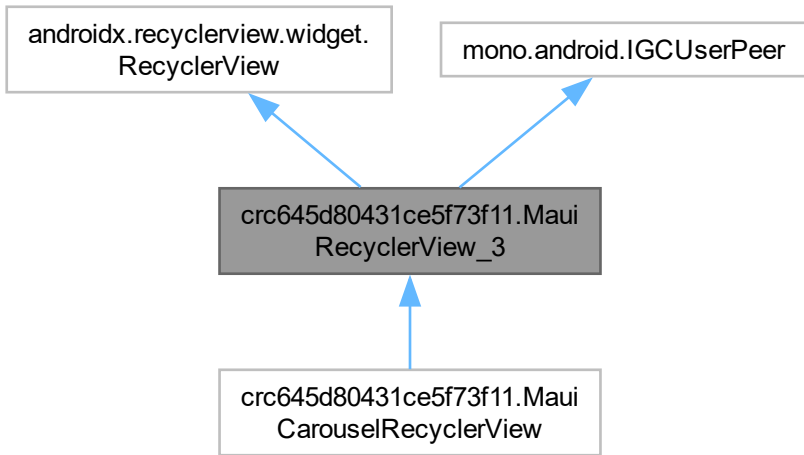 androidx.recyclerview.widget.
RecyclerView
mono.android.IGCUserPeer
crc645d80431ce5f73f11.Maui
RecyclerView_3
crc645d80431ce5f73f11.Maui
CarouselRecyclerView